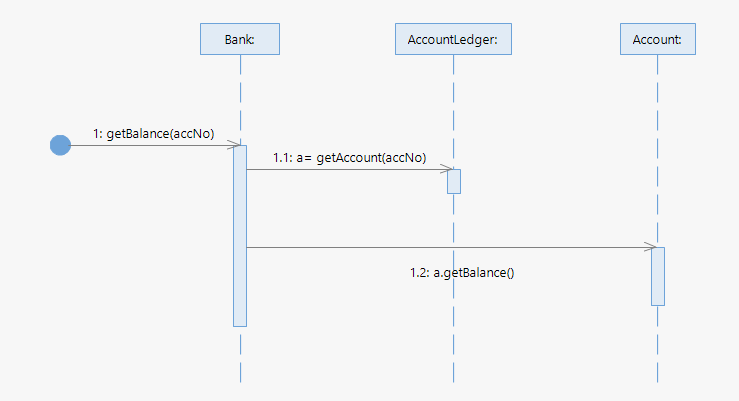 Bank:
AccountLedger:
Account:
1: getBalance(accNo)
1.1: a= getAccount(accNo)
1.2: a.getBalance()